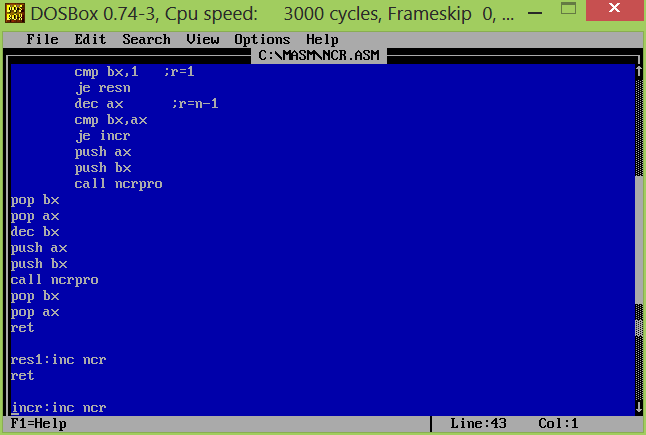 DOSBox 0.74-3, Cpu speed: 3000 cycles, Frameskip 0, ...
File Edit Search View Options Help
C:\MASM\NCR.ASM
cmp bx,1 ;r=1
je resn
dec ax ;r=n-1
cmp bx,ax
je incr
push ax
push bx
call ncrpro
pop bx
pop ax
dec bx
push ax
push bx
call ncrpro
pop bx
pop ax
ret
res1:inc ncr
ret
incr:inc ncr
F1=Help Line:43 Col:1